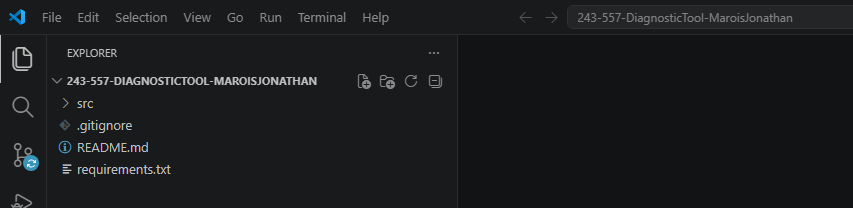 File Edit Selection View Go Run Terminal Help 243-557-DiagnosticTool-MaroisJonathan
EXPLORER
243-557-DIAGNOSTICTOOL-MAROISJONATHAN
src
.gitignore
README.md
requirements.txt